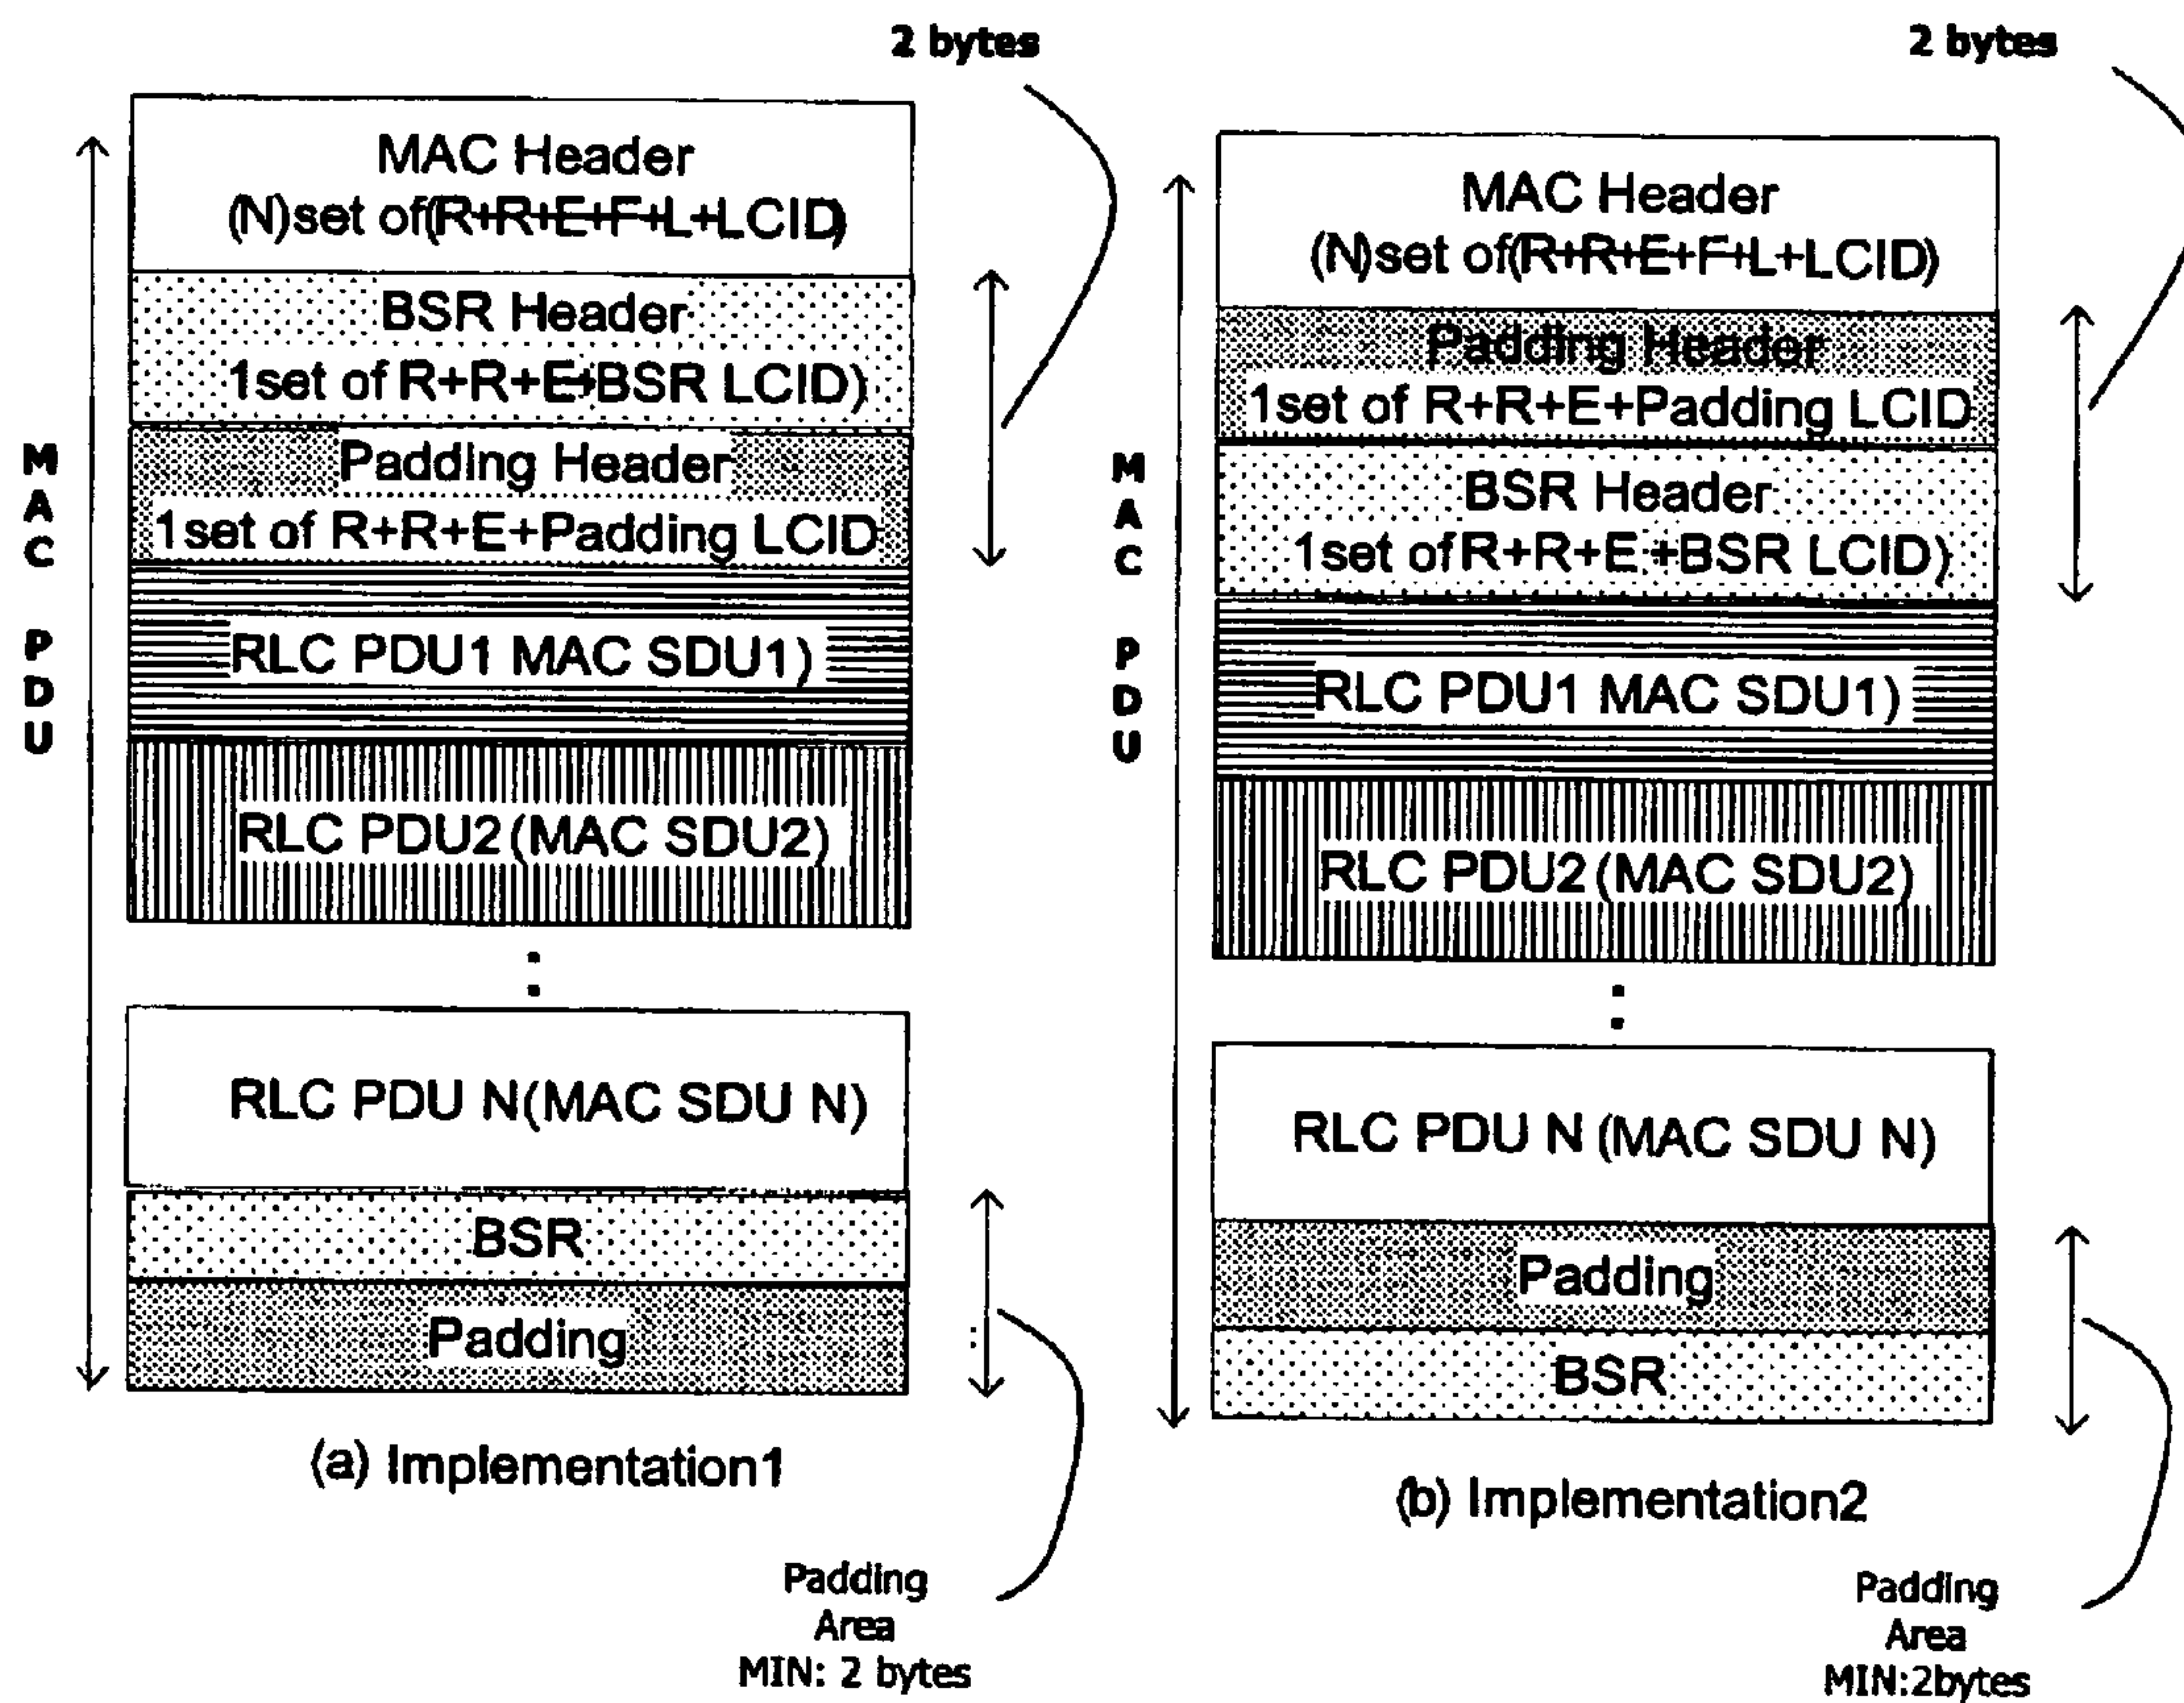 2 bytes
MAC Header
(N)set of(R+R+E+F+L+LCID)
BSR Header
1set of R+R+E+BSR LCID)
Padding Header
1set of R+R+E+Padding LCID
RLC PDU1 MAC SDU1)
RLC PDU2 (MAC SDU2)
:
RLC PDU N(MAC SDU N)
BSR
Padding
MAC PDU
(a) Implementation1
Padding
Area
MIN: 2 bytes
2 bytes
MAC Header
(N)set of(R+R+E+F+L+LCID)
Padding Header
1set of R+R+E+Padding LCID
BSR Header
1set of R+R+E +BSR LCID)
RLC PDU1 MAC SDU1)
RLC PDU2 (MAC SDU2)
:
RLC PDU N (MAC SDU N)
Padding
BSR
MAC PDU
(b) Implementation2
Padding
Area
MIN:2bytes